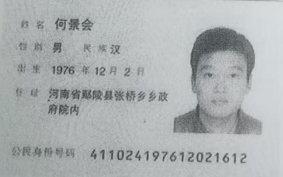 姓名 何景会
性别 男 民族 汉
出生 1976 年 12 月 2 日
住址 河南省鄢陵县张桥乡乡政
府院内
公民身份号码 411024197612021612